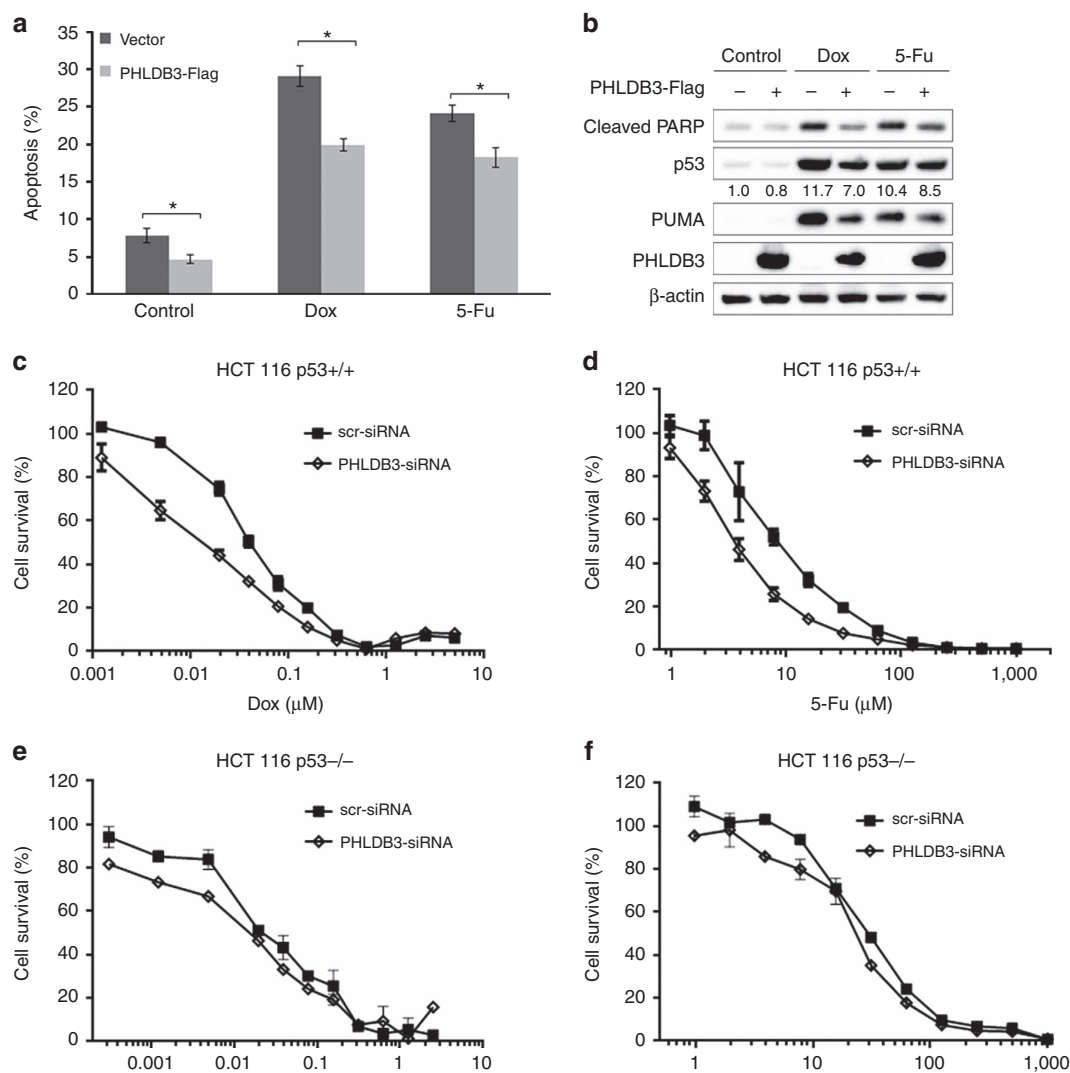 a
35
30
25
20
15
10
5
0
Apoptosis (%)
Vector
PHLDB3-Flag
*
*
*
Control Dox 5-Fu
b
Control Dox 5-Fu
PHLDB3-Flag – + – + – +
Cleaved PARP
p53
1.0 0.8 11.7 7.0 10.4 8.5
PUMA
PHLDB3
β-actin
c
HCT 116 p53+/+
120
100
80
60
40
20
0
Cell survival (%)
scr-siRNA
PHLDB3-siRNA
0.001 0.01 0.1 1 10
Dox (μM)
d
HCT 116 p53+/+
120
100
80
60
40
20
0
Cell survival (%)
scr-siRNA
PHLDB3-siRNA
1 10 100 1,000
5-Fu (μM)
e
HCT 116 p53–/–
120
100
80
60
40
20
0
Cell survival (%)
scr-siRNA
PHLDB3-siRNA
0.001 0.01 0.1 1 10
f
HCT 116 p53–/–
120
100
80
60
40
20
0
Cell survival (%)
scr-siRNA
PHLDB3-siRNA
1 10 100 1,000